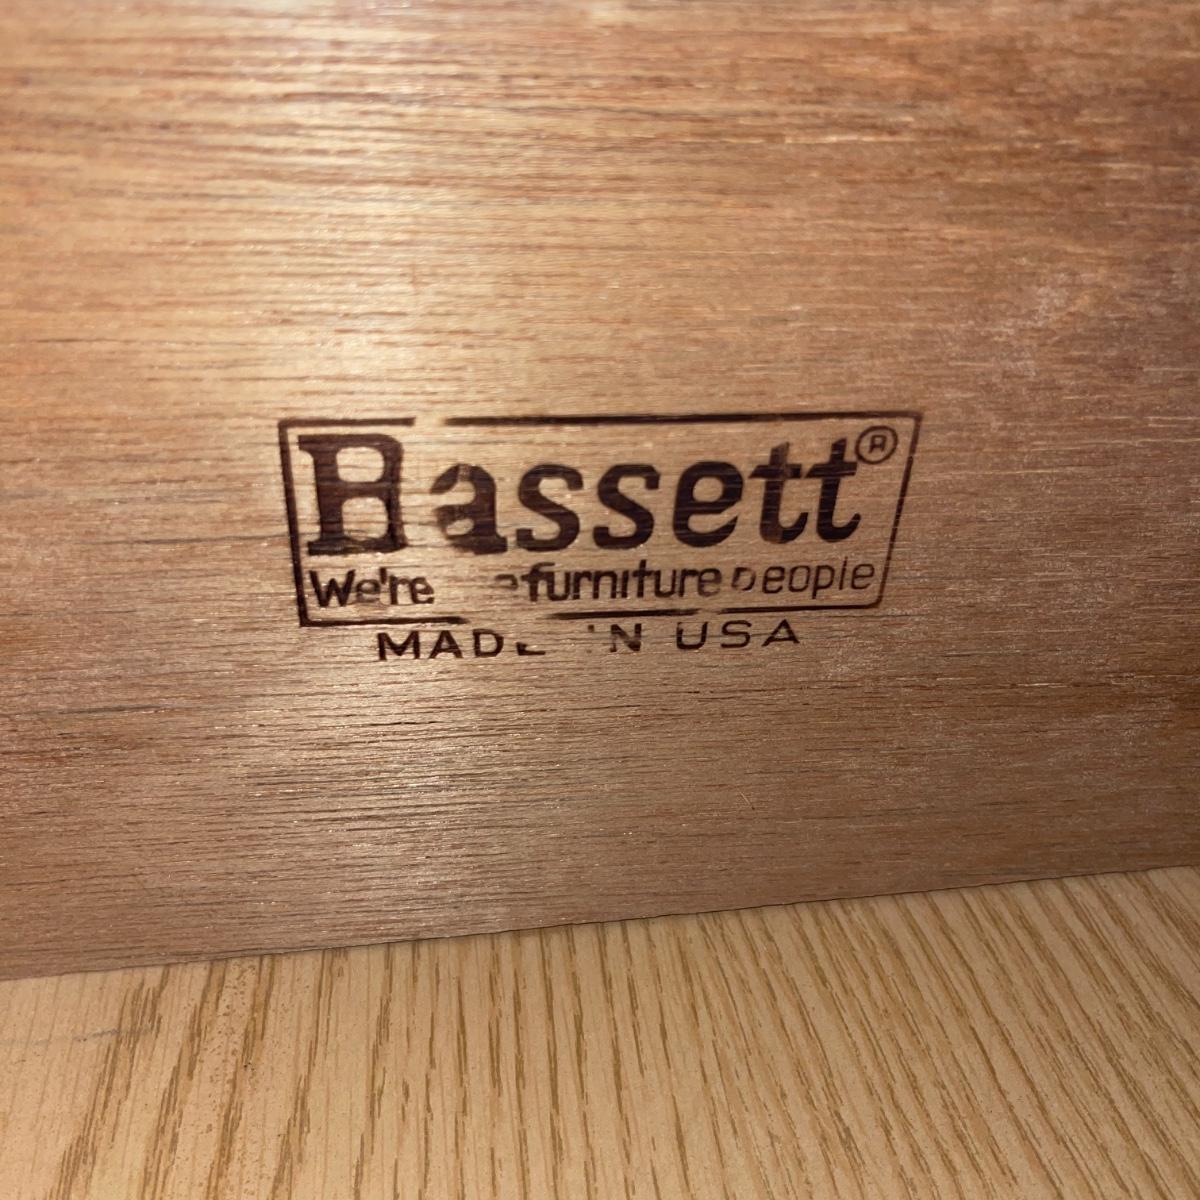 Bassett®
We're furniture people
MADE IN USA